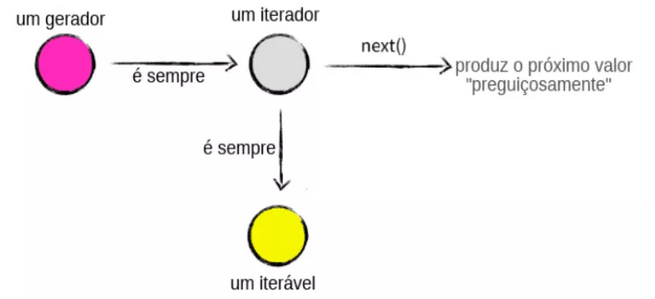 um gerador
um iterador
é sempre
next()
produz o próximo valor
"preguiçosamente"
é sempre
um iterável